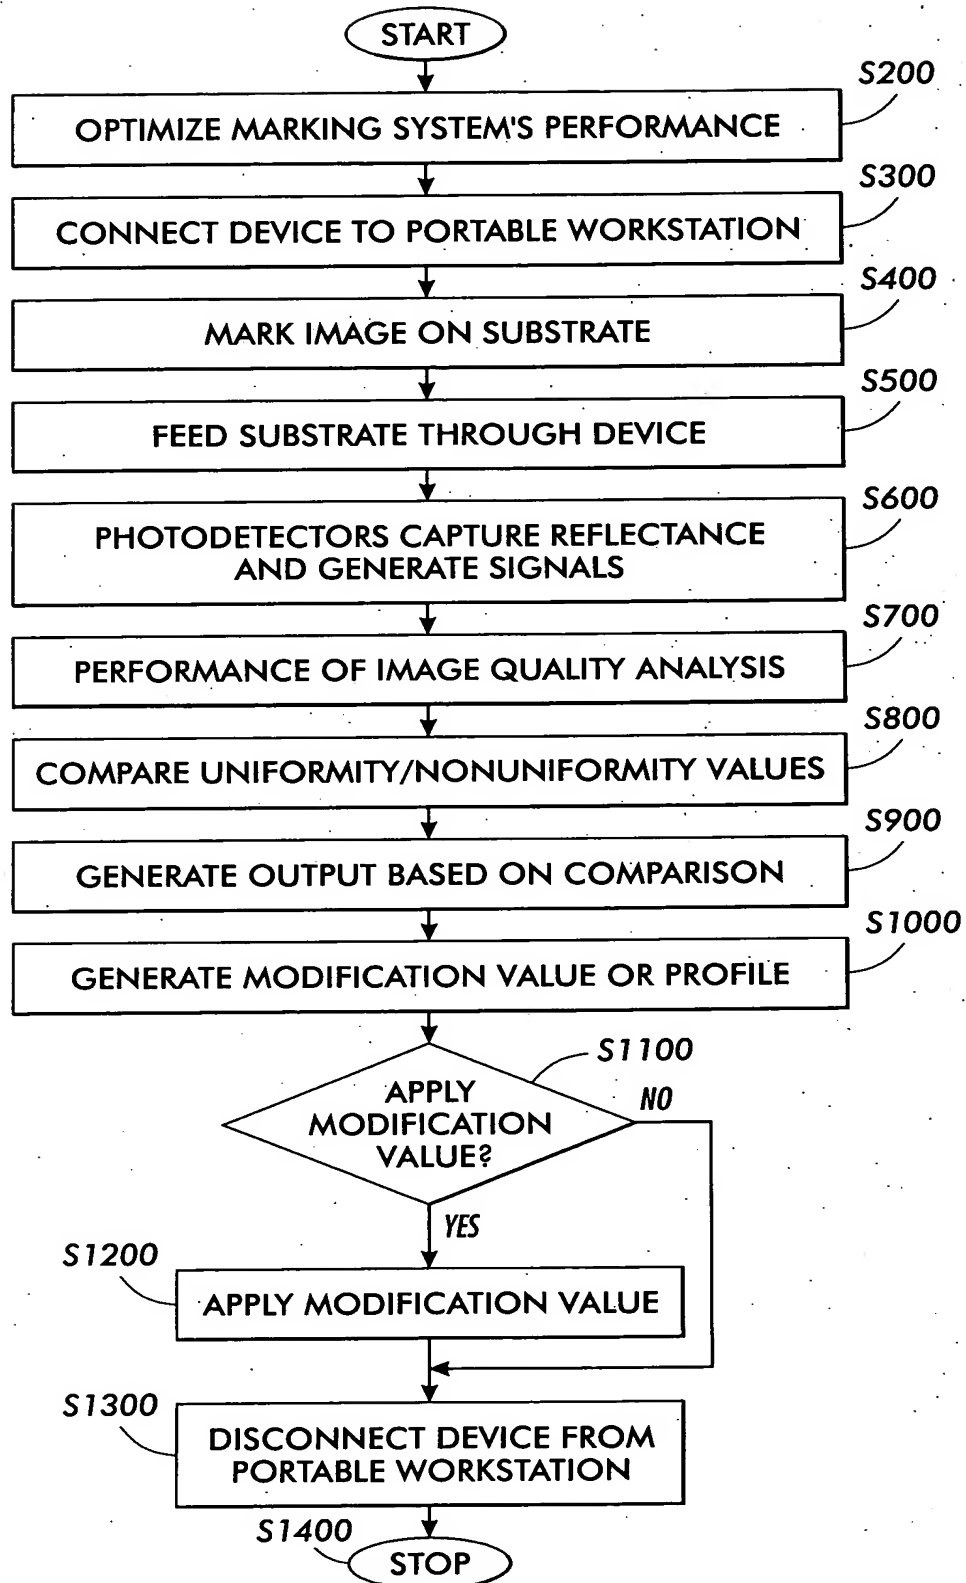 START
S200
OPTIMIZE MARKING SYSTEM'S PERFORMANCE
S300
CONNECT DEVICE TO PORTABLE WORKSTATION
S400
MARK IMAGE ON SUBSTRATE
S500
FEED SUBSTRATE THROUGH DEVICE
S600
PHOTODETECTORS CAPTURE REFLECTANCE
AND GENERATE SIGNALS
S700
PERFORMANCE OF IMAGE QUALITY ANALYSIS
S800
COMPARE UNIFORMITY/NONUNIFORMITY VALUES
S900
GENERATE OUTPUT BASED ON COMPARISON
S1000
GENERATE MODIFICATION VALUE OR PROFILE
S1100
APPLY
MODIFICATION
VALUE?
NO
YES
S1200
APPLY MODIFICATION VALUE
S1300
DISCONNECT DEVICE FROM
PORTABLE WORKSTATION
S1400
STOP